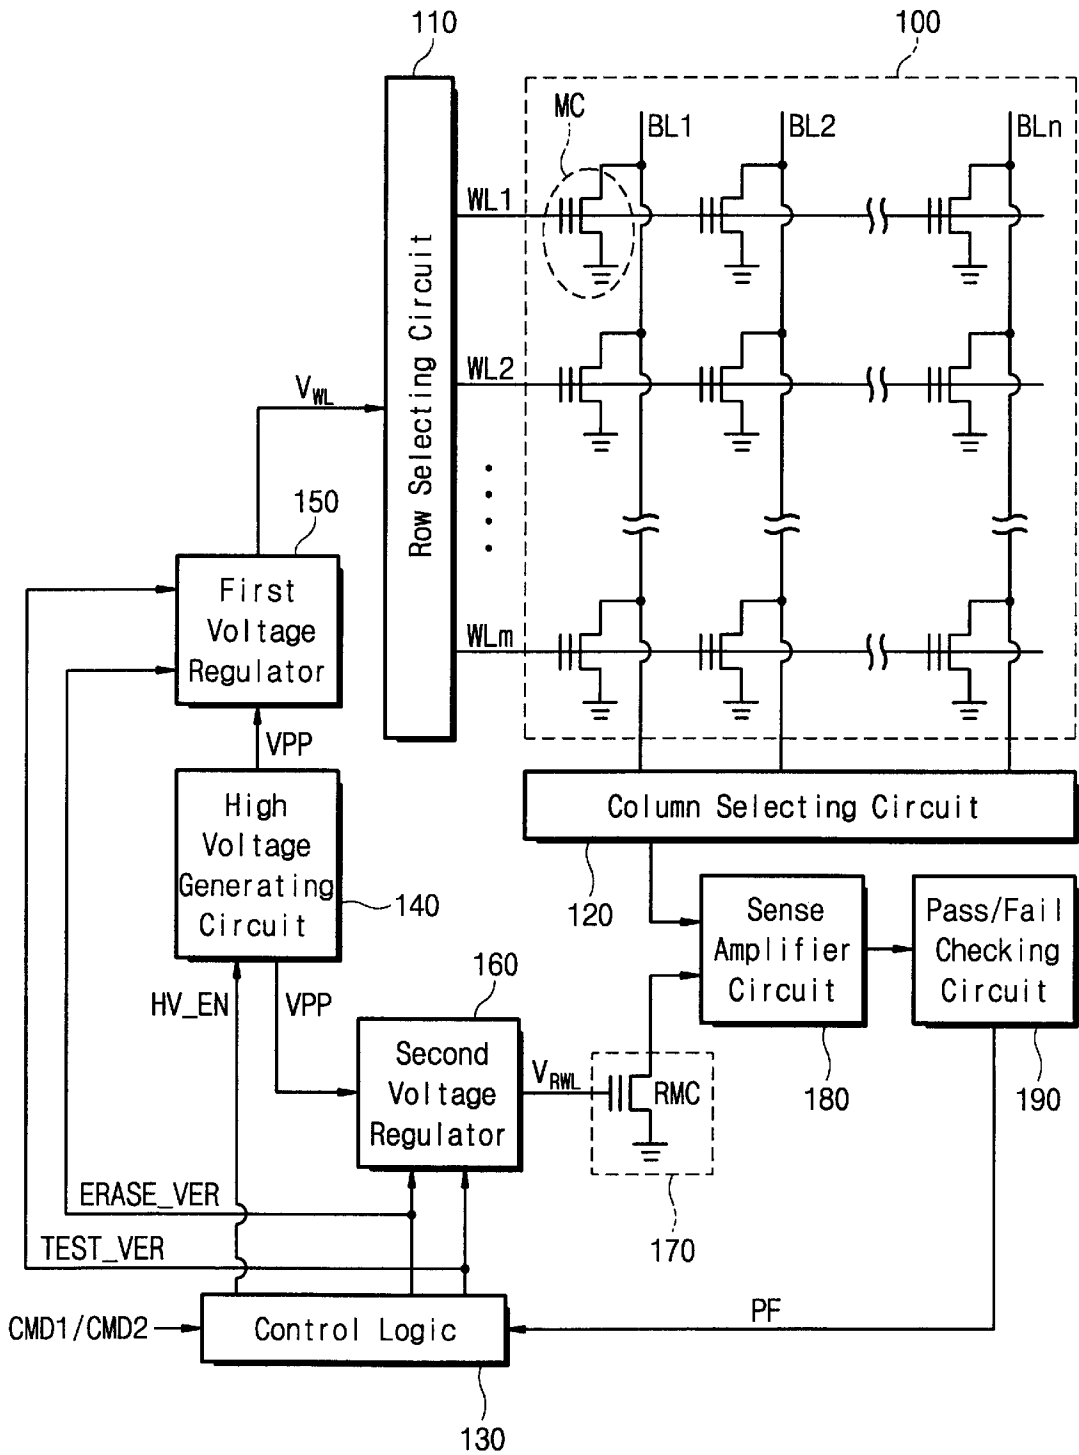 110
100
MC
BL1
BL2
BLn
WL1
Row Selecting Circuit
WL2
VWL
150
First
Voltage
Regulator
WLm
VPP
High
Voltage
Generating
Circuit
140
Column Selecting Circuit
120
Sense
Amplifier
Circuit
180
Pass/Fail
Checking
Circuit
190
HV_EN
VPP
160
Second
Voltage
Regulator
VRWL
RMC
170
ERASE_VER
TEST_VER
CMD1/CMD2
Control Logic
PF
130